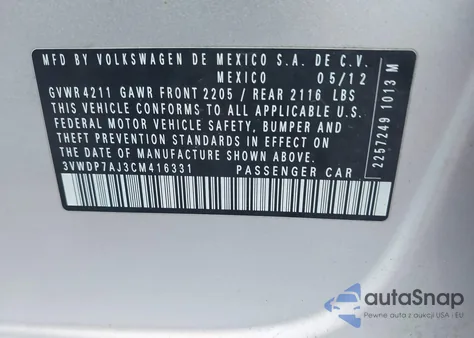 MFD BY VOLKSWAGEN DE MEXICO S.A. DE C.V.
MEXICO 05/12
GVWR 4211 GAWR FRONT 2205 / REAR 2116 LBS
THIS VEHICLE CONFORMS TO ALL APPLICABLE U.S.
FEDERAL MOTOR VEHICLE SAFETY, BUMPER AND
THEFT PREVENTION STANDARDS IN EFFECT ON
THE DATE OF MANUFACTURE SHOWN ABOVE.
3VWDP7AJ3CM416331 PASSENGER CAR
2257249 1013 M
autoSnap
Pewne auta z USA i EU